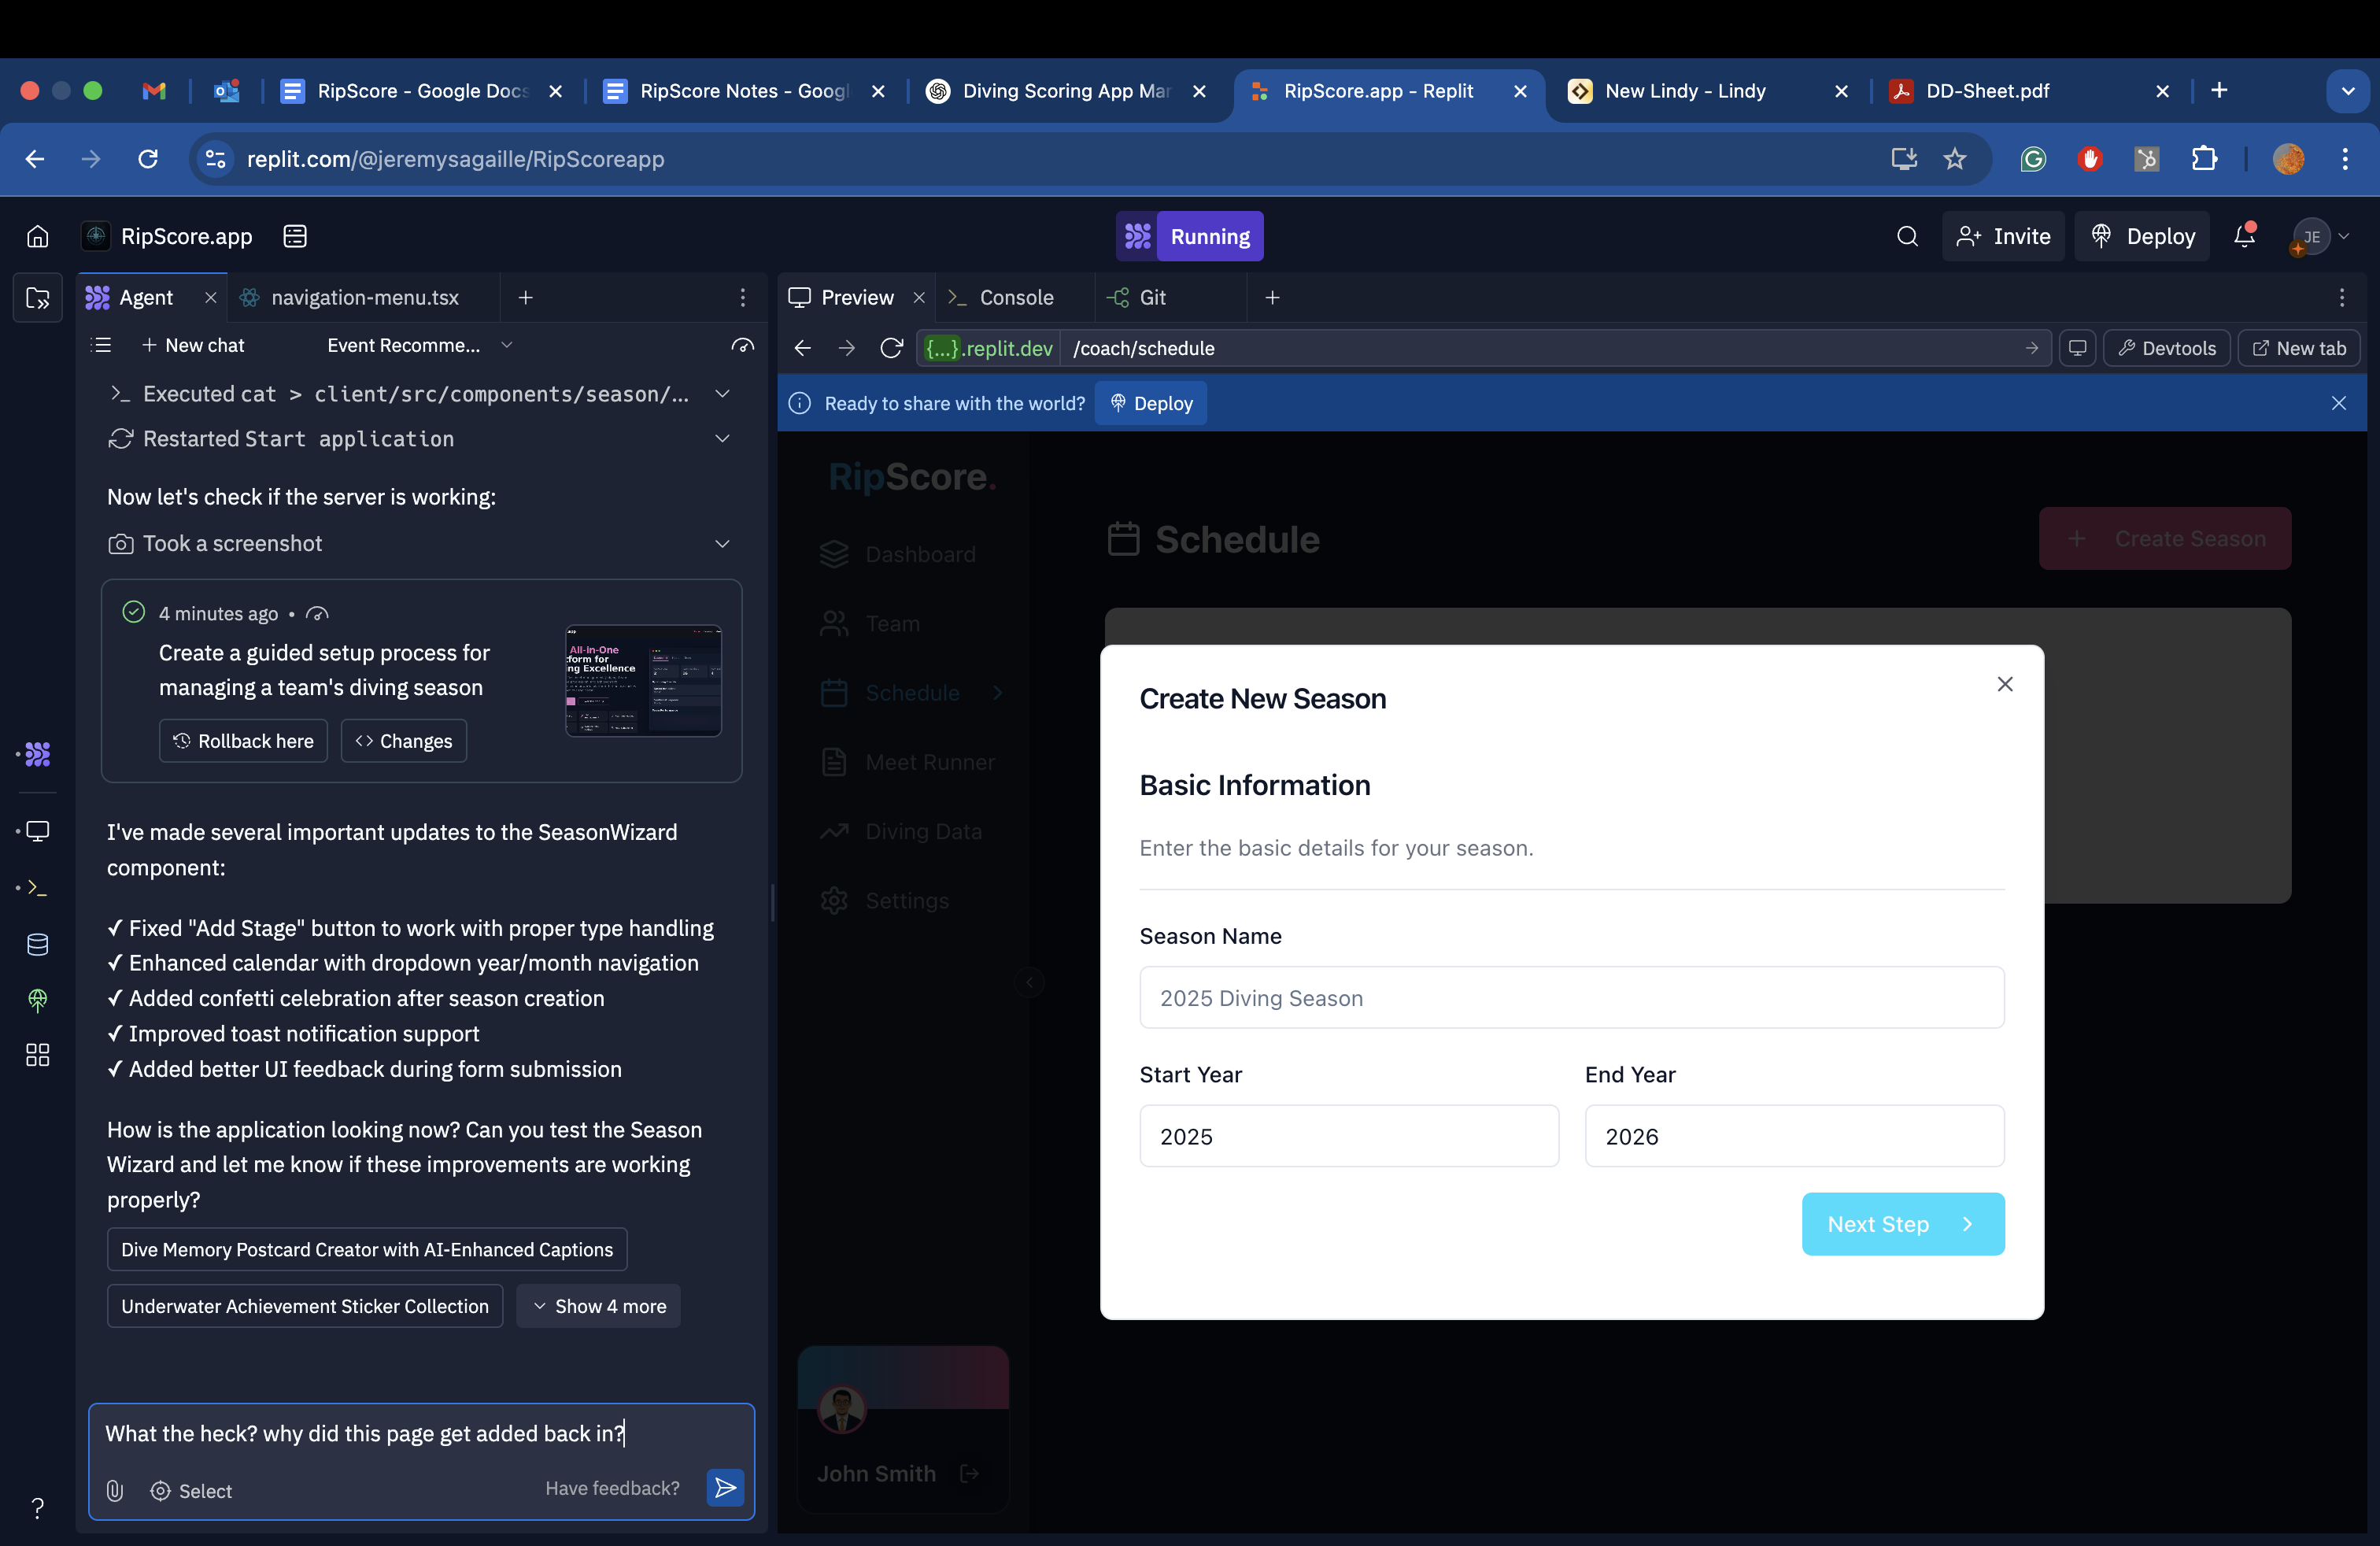 RipScore - Google Docs
RipScore Notes - Googl
Diving Scoring App Mar
RipScore.app - Replit
New Lindy - Lindy
DD-Sheet.pdf
replit.com/@jeremysagaille/RipScoreapp
RipScore.app
Running
Invite
Deploy
JE
Agent
navigation-menu.tsx
Preview
Console
Git
New chat
Event Recomme...
{...}.replit.dev
/coach/schedule
Devtools
New tab
Executed cat > client/src/components/season/...
Restarted Start application
Now let's check if the server is working:
Took a screenshot
4 minutes ago •
Create a guided setup process for
managing a team's diving season
All-In-One
ng Excellence
Rollback here
Changes
I've made several important updates to the SeasonWizard
component:
✓ Fixed "Add Stage" button to work with proper type handling
✓ Enhanced calendar with dropdown year/month navigation
✓ Added confetti celebration after season creation
✓ Improved toast notification support
✓ Added better UI feedback during form submission
How is the application looking now? Can you test the Season
Wizard and let me know if these improvements are working
properly?
Dive Memory Postcard Creator with AI-Enhanced Captions
Underwater Achievement Sticker Collection
Show 4 more
What the heck? why did this page get added back in?
Select
Have feedback?
?
Ready to share with the world?
Deploy
RipScore.
Dashboard
Team
Schedule
Meet Runner
Diving Data
Settings
John Smith
Schedule
Create Season
Create New Season
Basic Information
Enter the basic details for your season.
Season Name
2025 Diving Season
Start Year
End Year
2025
2026
Next Step